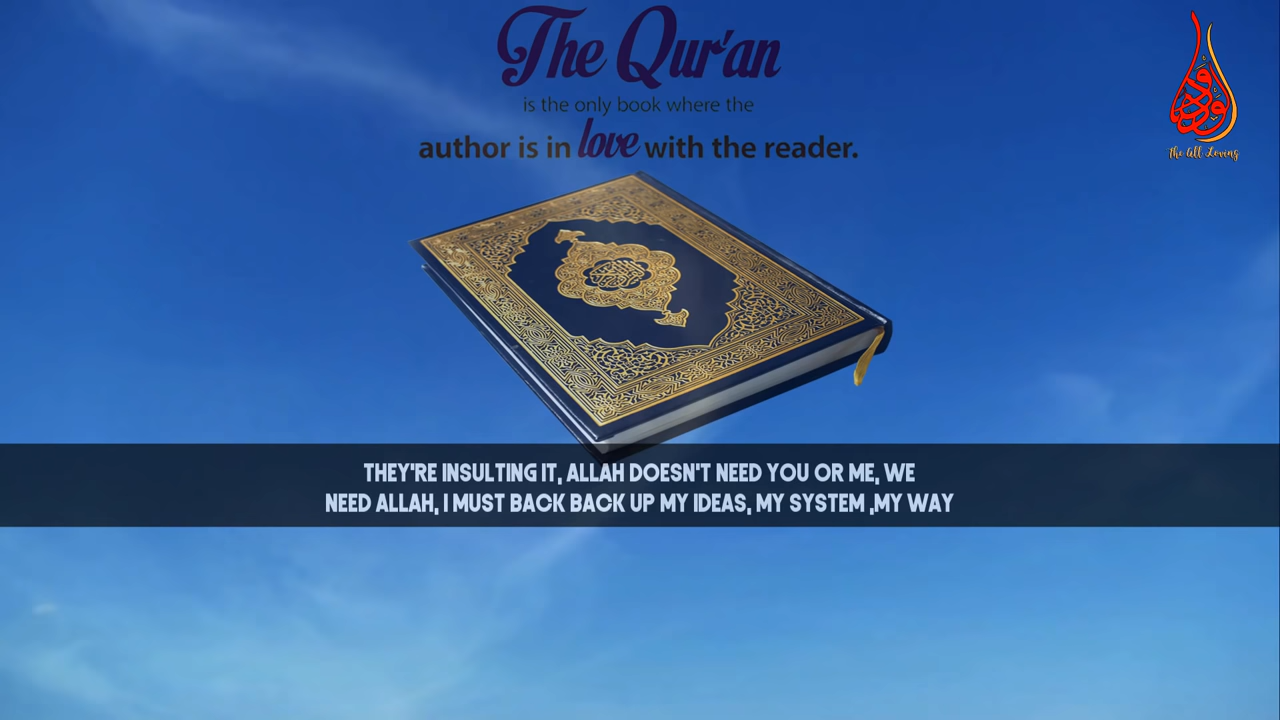 The Qur'an
is the only book where the
author is in love with the reader.
The All Loving
THEY'RE INSULTING IT, ALLAH DOESN'T NEED YOU OR ME, WE
NEED ALLAH, I MUST BACK BACK UP MY IDEAS, MY SYSTEM ,MY WAY